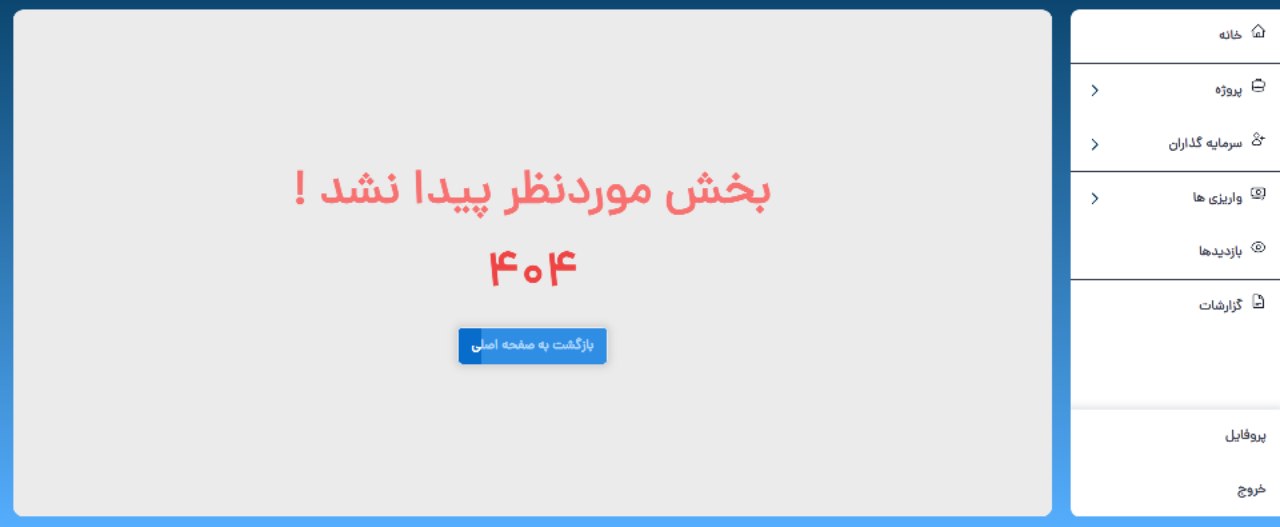 خانه
پروژه
سرمایه گذاران
واریزی ها
بازدیدها
گزارشات
پروفایل
خروج
بخش موردنظر پیدا نشد !
۴۰۴
بازگشت به صفحه اصلی